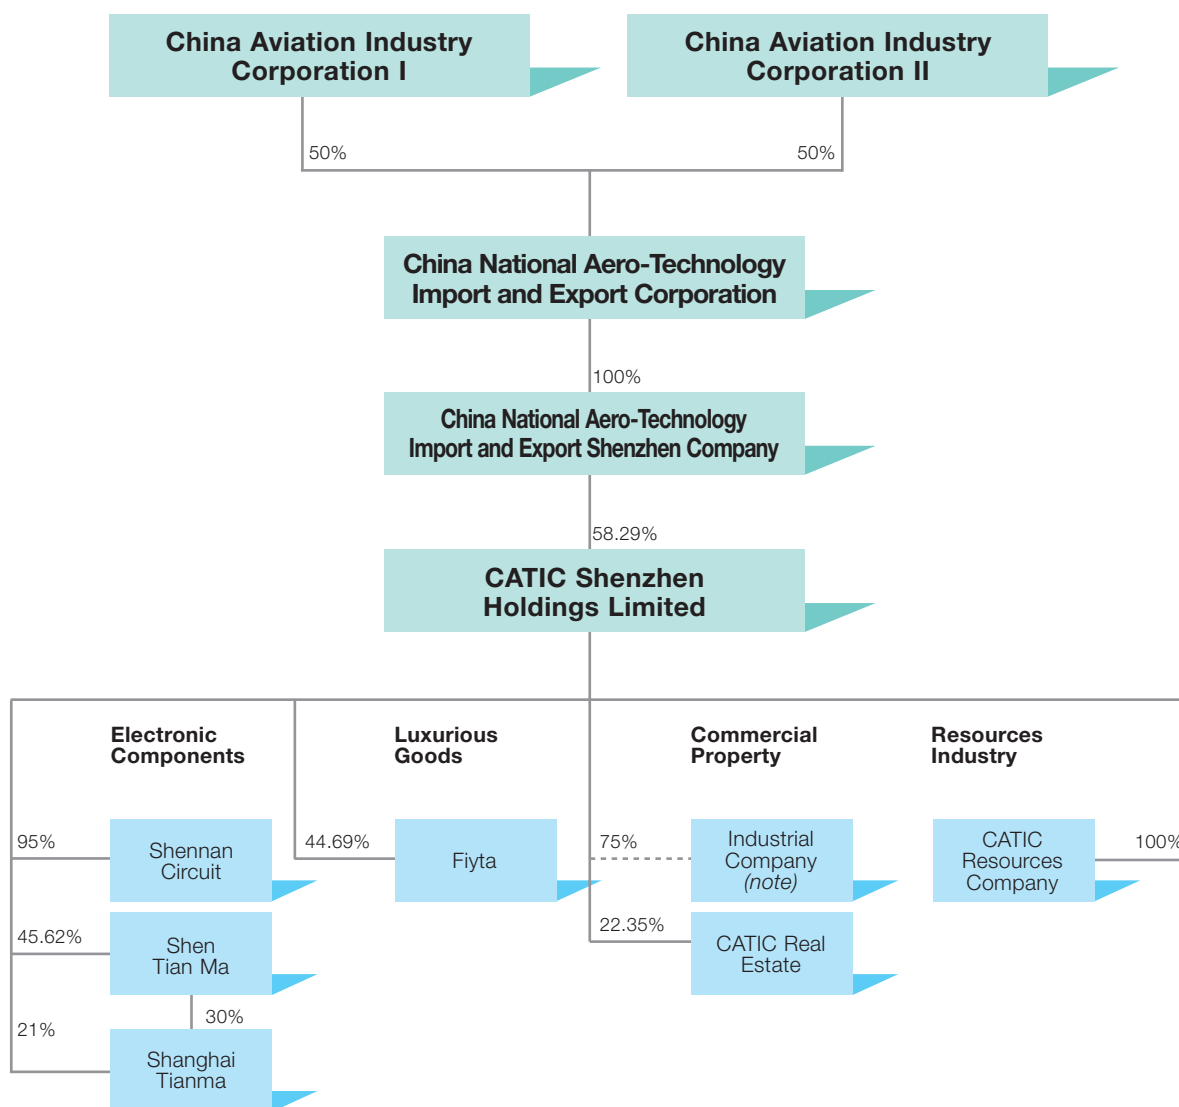 China Aviation Industry
Corporation I
China Aviation Industry
Corporation II
50%
50%
China National Aero-Technology
Import and Export Corporation
100%
China National Aero-Technology
Import and Export Shenzhen Company
58.29%
CATIC Shenzhen
Holdings Limited
Electronic
Components
Luxurious
Goods
Commercial
Property
Resources
Industry
95%
Shennan
Circuit
44.69%
Fiyta
75%
Industrial
Company
(note)
CATIC
Resources
Company
100%
45.62%
Shen
Tian Ma
22.35%
CATIC Real
Estate
30%
21%
Shanghai
Tianma